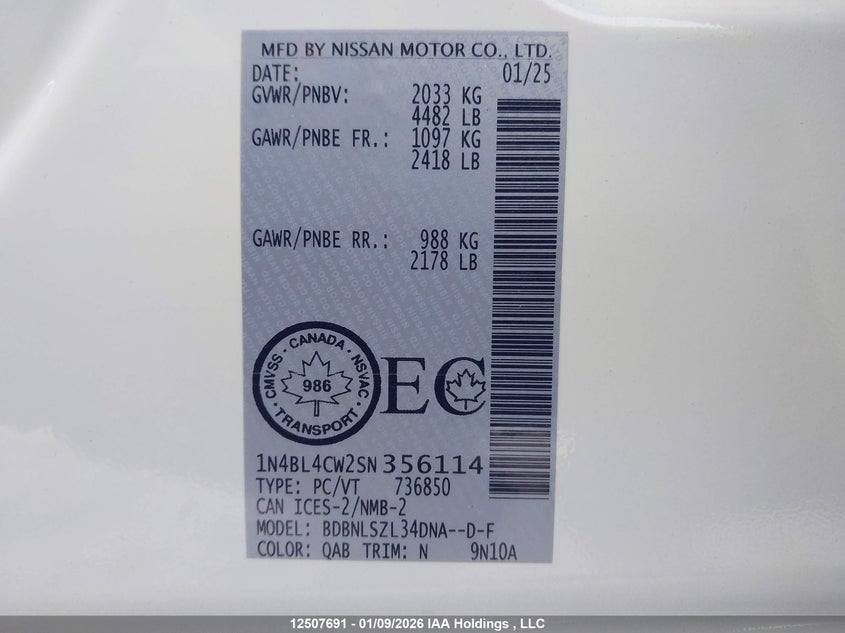 MFD BY NISSAN MOTOR CO., LTD.
DATE: 01/25
GVWR/PNBV: 2033 KG
4482 LB
GAWR/PNBE FR.: 1097 KG
2418 LB
GAWR/PNBE RR.: 988 KG
2178 LB
CMVSS · CANADA · NSVAC · TRANSPORT ·
986
EC
1N4BL4CW2SN356114
TYPE: PC/VT 736850
CAN ICES-2/NMB-2
MODEL: BDBNLSZL34DNA--D-F
COLOR: QAB TRIM: N 9N10A
12507691 - 01/09/2026 IAA Holdings , LLC